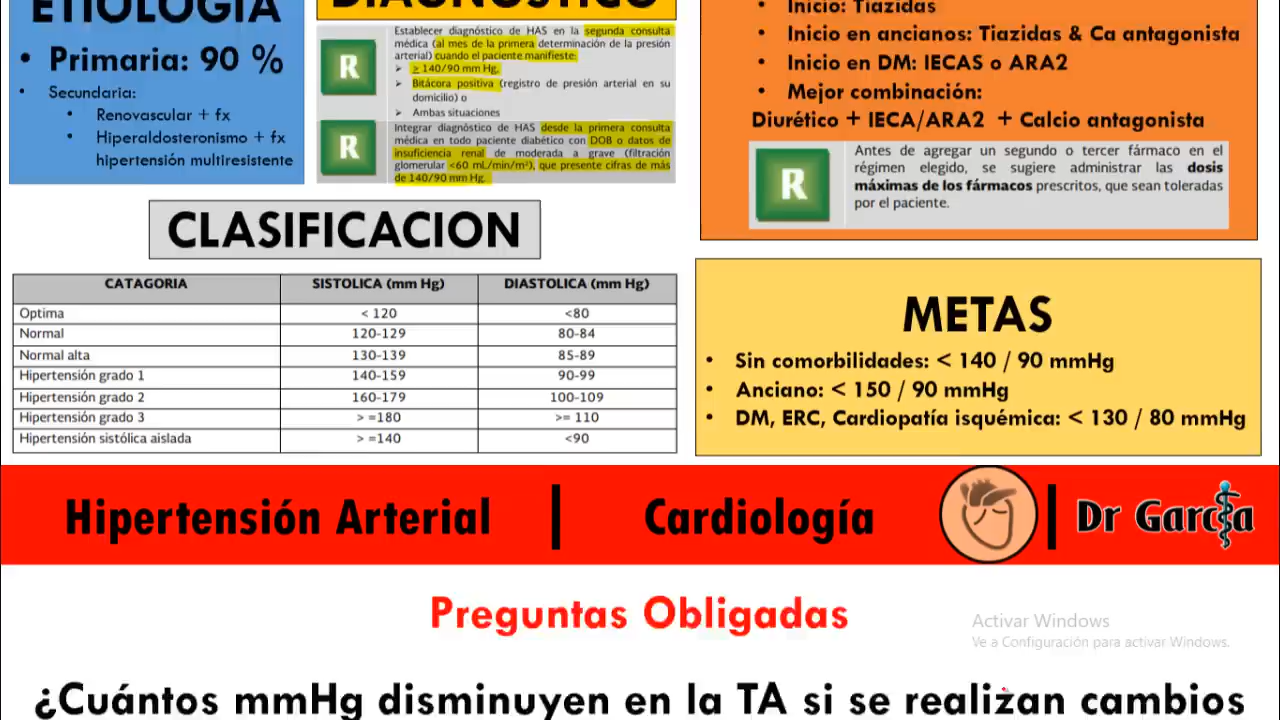 ETIOLOGIA
• Primaria: 90 %
• Secundaria:
• Renovascular + fx
• Hiperaldosteronismo + fx
hipertensión multiresistente
DIAGNOSTICO
R
Establecer diagnóstico de HAS en la segunda consulta
médica (al mes de la primera determinación de la presión
arterial) cuando el paciente manifieste:
➢ ≥ 140/90 mm Hg,
➢ Bitácora positiva (registro de presión arterial en su
domicilio) o
➢ Ambas situaciones
R
Integrar diagnóstico de HAS desde la primera consulta
médica en todo paciente diabético con DOB o datos de
insuficiencia renal de moderada a grave (filtración
glomerular <60 mL/min/m²), que presente cifras de más
de 140/90 mm Hg.
• Inicio: Tiazidas
• Inicio en ancianos: Tiazidas & Ca antagonista
• Inicio en DM: IECAS o ARA2
• Mejor combinación:
Diurético + IECA/ARA2 + Calcio antagonista
R
Antes de agregar un segundo o tercer fármaco en el
régimen elegido, se sugiere administrar las dosis
máximas de los fármacos prescritos, que sean toleradas
por el paciente.
CLASIFICACION
CATAGORIA SISTOLICA (mm Hg) DIASTOLICA (mm Hg)
Optima < 120 <80
Normal 120-129 80-84
Normal alta 130-139 85-89
Hipertensión grado 1 140-159 90-99
Hipertensión grado 2 160-179 100-109
Hipertensión grado 3 > =180 >= 110
Hipertensión sistólica aislada > =140 <90
METAS
• Sin comorbilidades: < 140 / 90 mmHg
• Anciano: < 150 / 90 mmHg
• DM, ERC, Cardiopatía isquémica: < 130 / 80 mmHg
Hipertensión Arterial | Cardiología | Dr García
Preguntas Obligadas
Activar Windows
Ve a Configuración para activar Windows.
¿Cuántos mmHg disminuyen en la TA si se realizan cambios